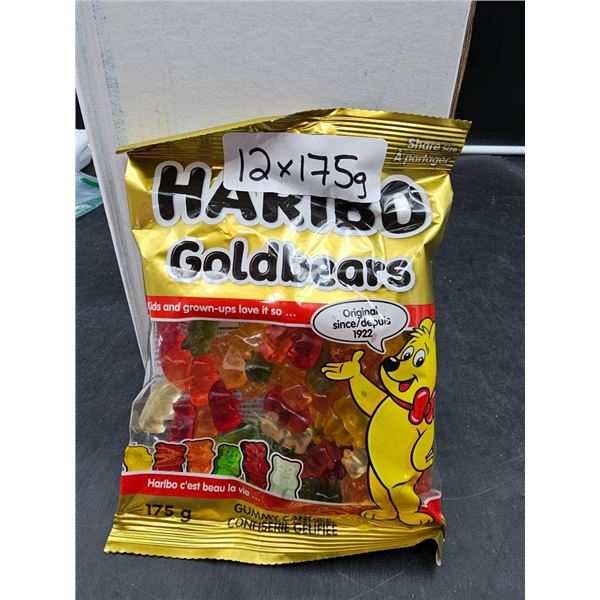 Share Size
À partager
12 x 175g
HARIBO
Goldbears
Kids and grown-ups love it so ...
Original
since/depuis
1922
Haribo c'est beau la vie ...
175 g
GUMMY CANDIES
CONFISERIE GÉLIFIÉE